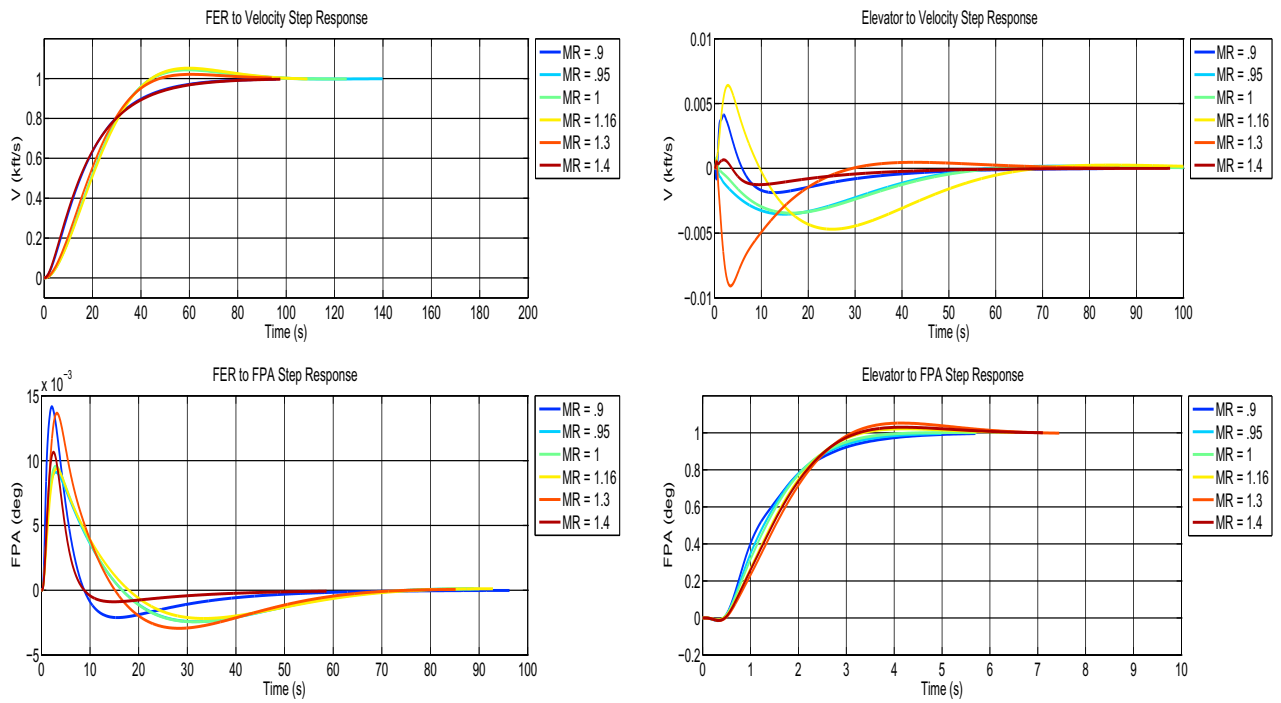 FER to Velocity Step Response
V (kft/s)
1
0.8
0.6
0.4
0.2
0
0 20 40 60 80 100 120 140 160 180 200
Time (s)
MR = .9
MR = .95
MR = 1
MR = 1.16
MR = 1.3
MR = 1.4
Elevator to Velocity Step Response
V (kft/s)
0.01
0.005
0
−0.005
−0.01
0 10 20 30 40 50 60 70 80 90 100
Time (s)
MR = .9
MR = .95
MR = 1
MR = 1.16
MR = 1.3
MR = 1.4
FER to FPA Step Response
x 10⁻³
FPA (deg)
15
10
5
0
−5
0 10 20 30 40 50 60 70 80 90 100
Time (s)
MR = .9
MR = .95
MR = 1
MR = 1.16
MR = 1.3
MR = 1.4
Elevator to FPA Step Response
FPA (deg)
1.2
1
0.8
0.6
0.4
0.2
0
−0.2
0 1 2 3 4 5 6 7 8 9 10
Time (s)
MR = .9
MR = .95
MR = 1
MR = 1.16
MR = 1.3
MR = 1.4